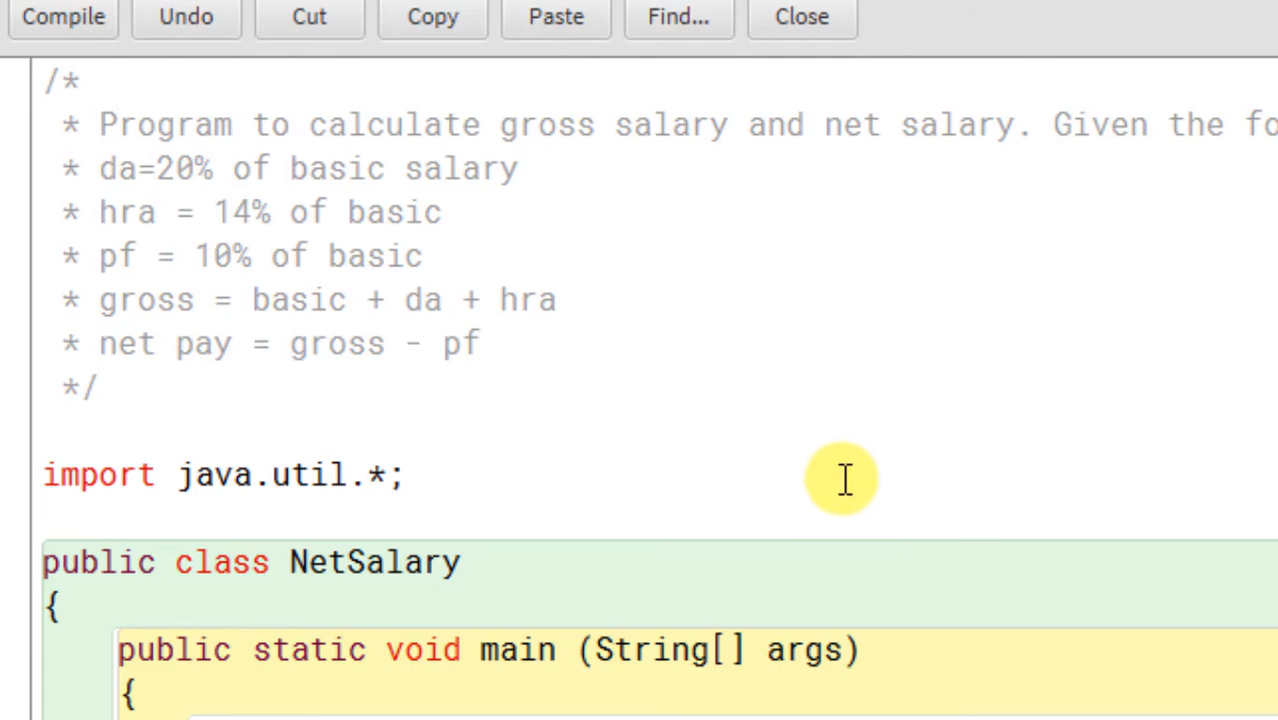 Compile Undo Cut Copy Paste Find... Close
/*
* Program to calculate gross salary and net salary. Given the
* da=20% of basic salary
* hra = 14% of basic
* pf = 10% of basic
* gross = basic + da + hra
* net pay = gross - pf
*/
import java.util.*;
public class NetSalary
{
public static void main (String[] args)
{